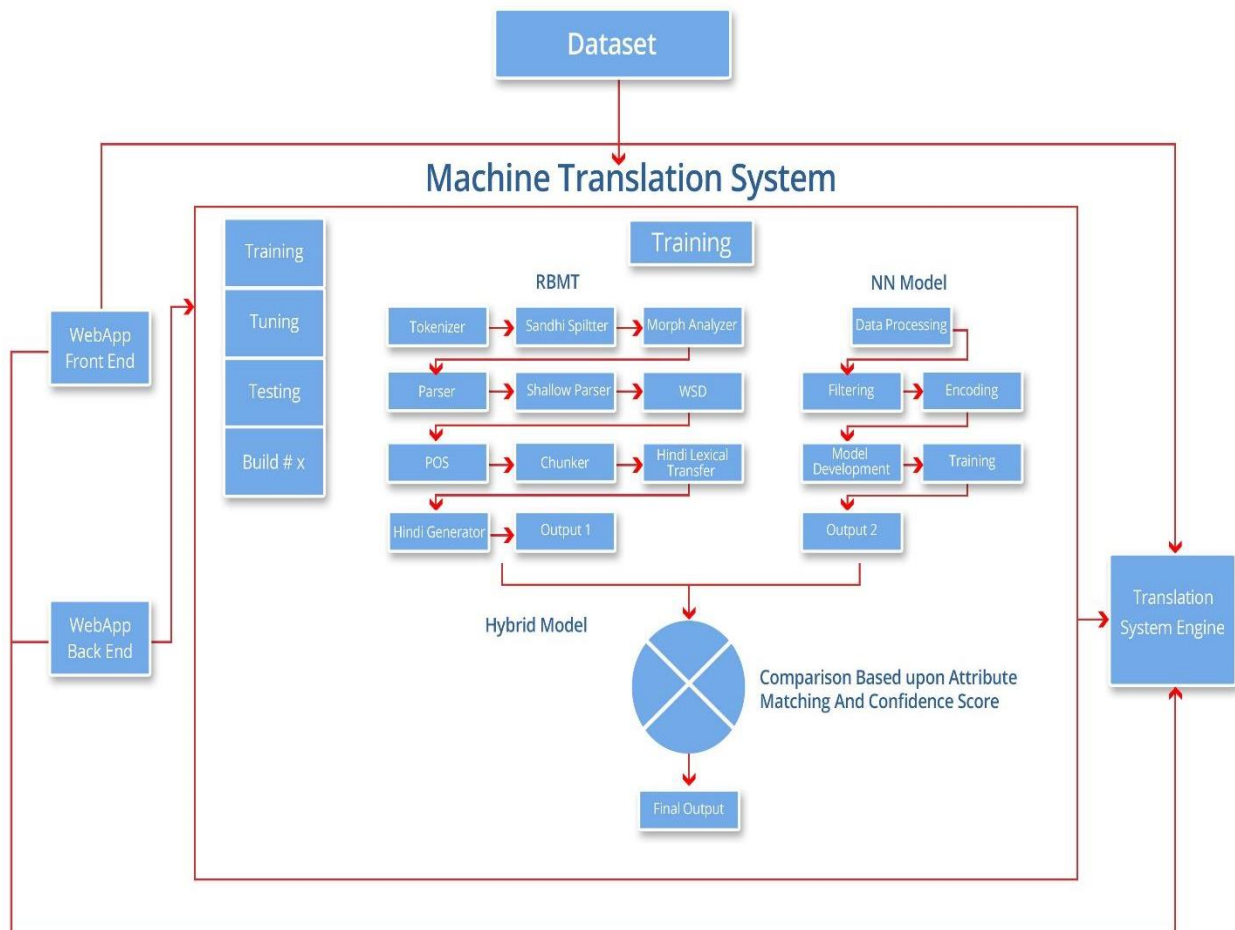 Dataset
Machine Translation System
Training
Tuning
Testing
Build # x
WebApp
Front End
WebApp
Back End
Training
RBMT
Tokenizer
Sandhi Spiltter
Morph Analyzer
Parser
Shallow Parser
WSD
POS
Chunker
Hindi Lexical
Transfer
Hindi Generator
Output 1
NN Model
Data Processing
Filtering
Encoding
Model
Development
Training
Output 2
Hybrid Model
Comparison Based upon Attribute
Matching And Confidence Score
Final Output
Translation
System Engine